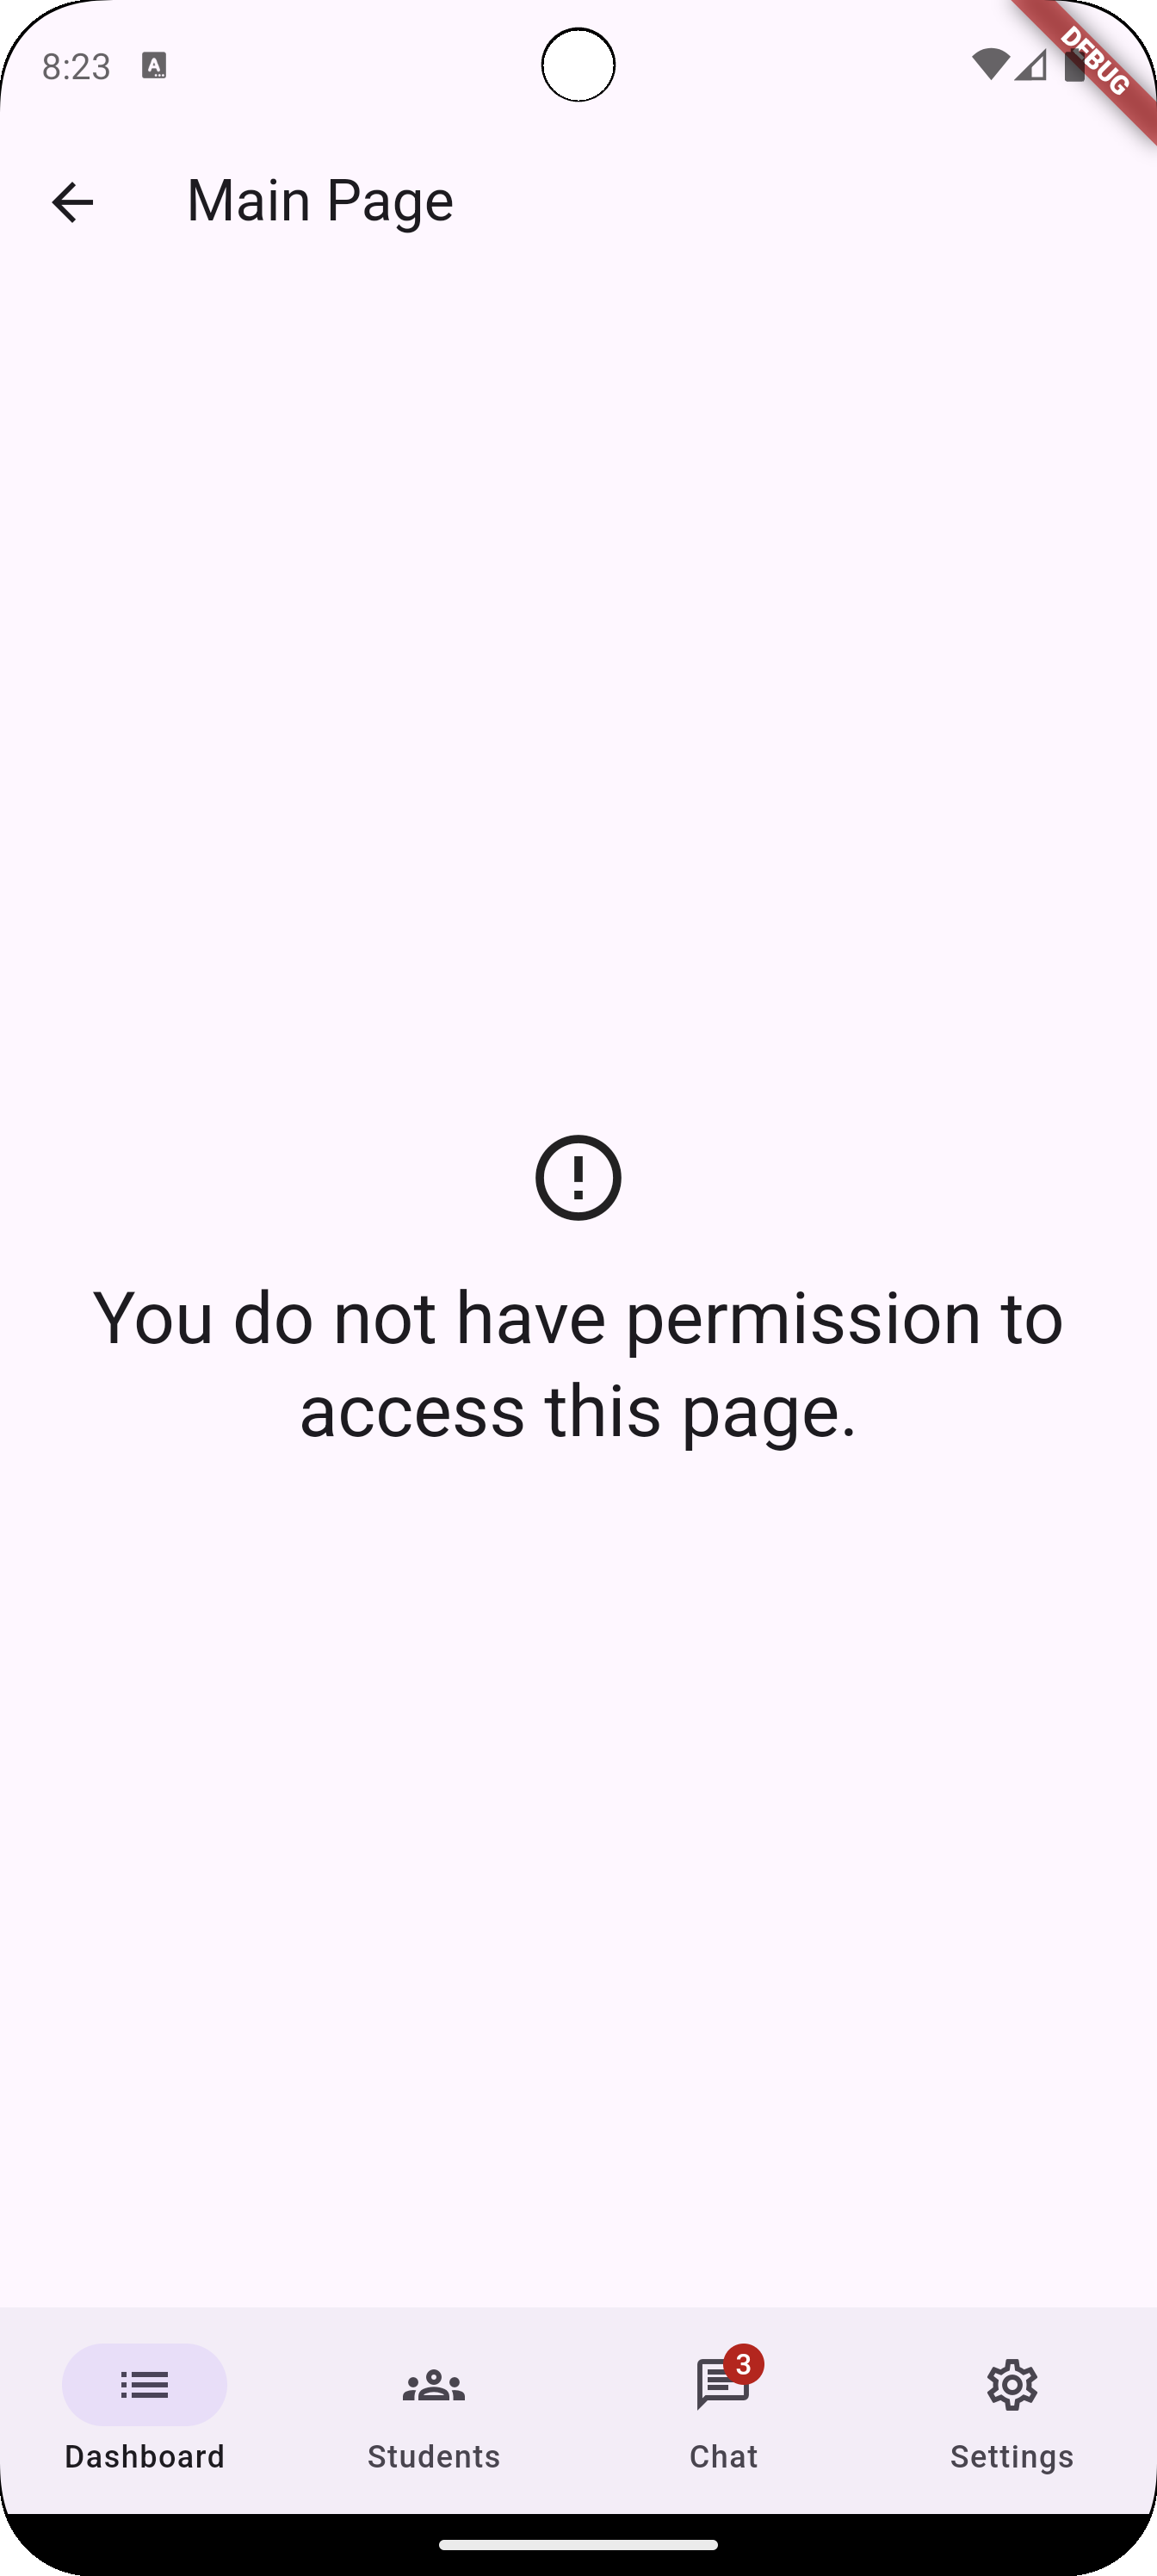 8:23
A
DEBUG
Main Page
You do not have permission to
access this page.
3
Dashboard
Students
Chat
Settings